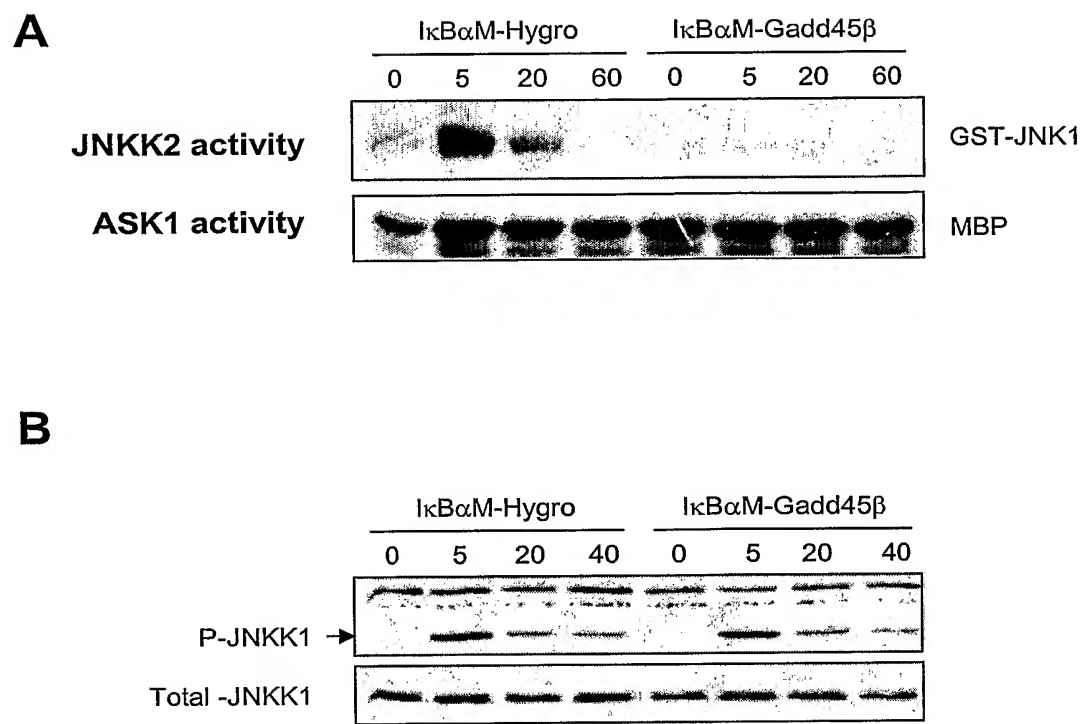 A
IκBαM-Hygro IκBαM-Gadd45β
0 5 20 60 0 5 20 60
JNKK2 activity GST-JNK1
ASK1 activity MBP
B
IκBαM-Hygro IκBαM-Gadd45β
0 5 20 40 0 5 20 40
P-JNKK1
Total -JNKK1